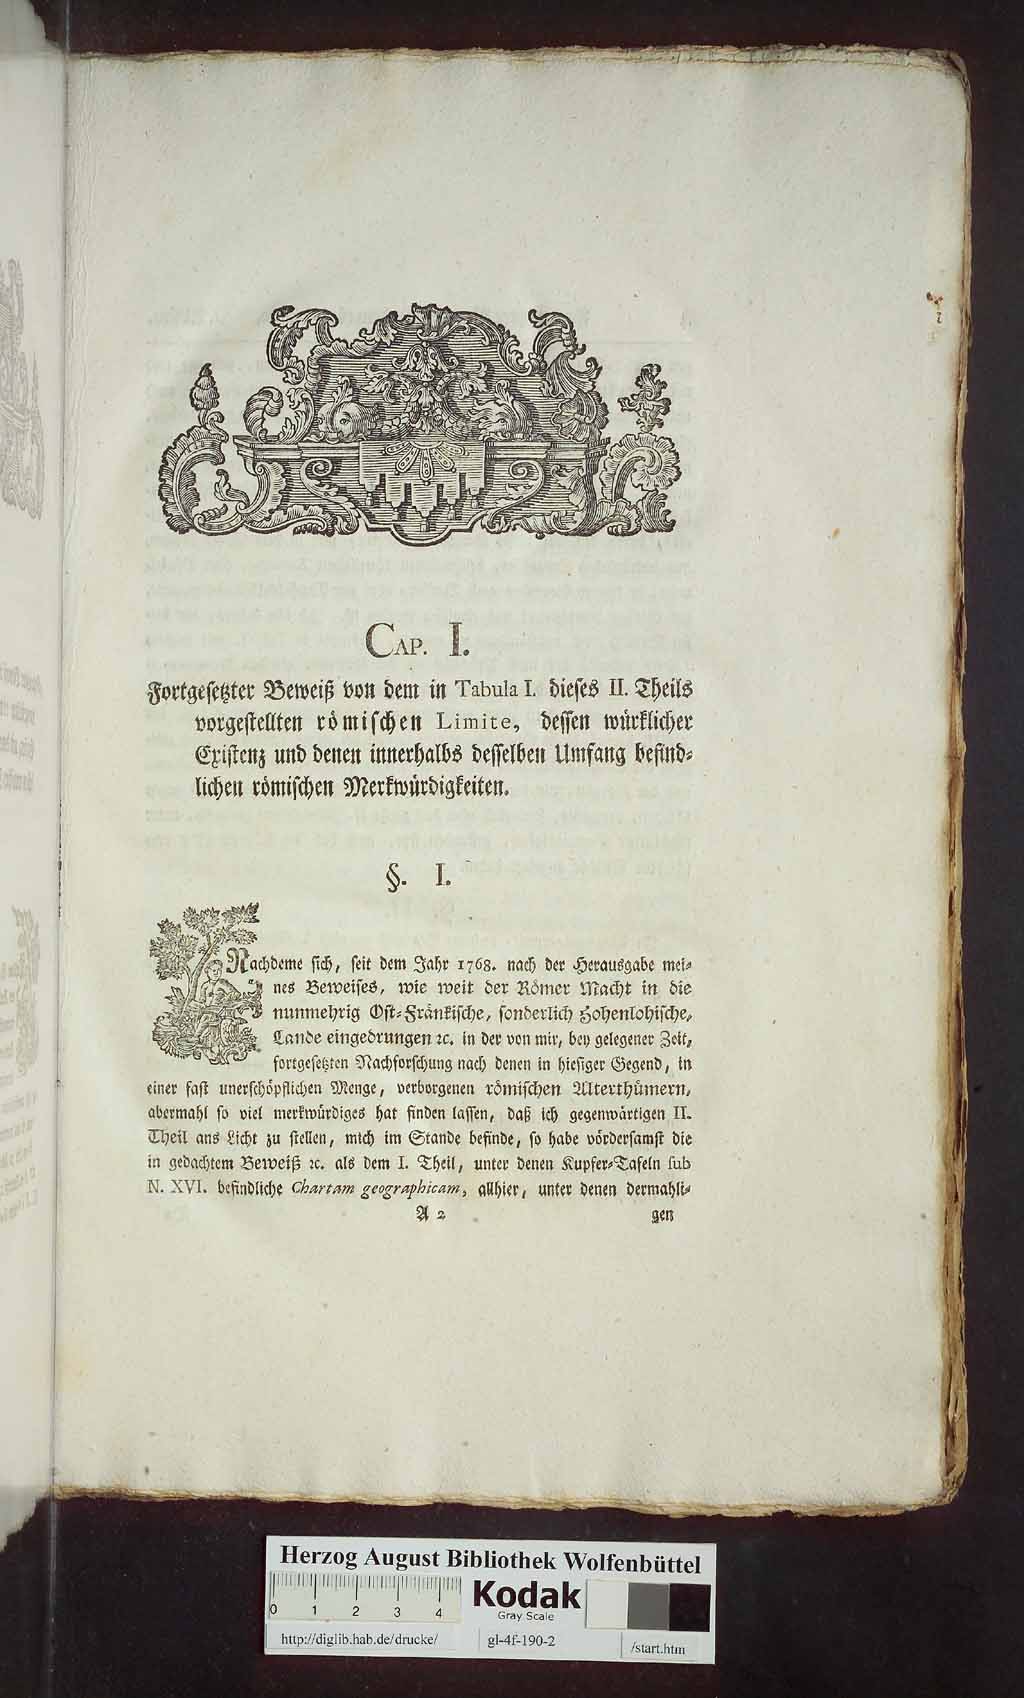 CAP. I.
Fortgesetzter Beweiß von dem in Tabula I. dieses II. Theils
vorgestellten römischen Limite, dessen würklicher
Existenz und denen innerhalbs desselben Umfang befind-
lichen römischen Merkwürdigkeiten.
§. I.
Nachdeme sich, seit dem Jahr 1768. nach der Herausgabe mei-
nes Beweises, wie weit der Römer Macht in die
nunmehrig Ost-Fränkische, sonderlich Hohenlohische,
Lande eingedrungen ꝛc. in der von mir, bey gelegener Zeit,
fortgesetzten Nachforschung nach denen in hiesiger Gegend, in
einer fast unerschöpflichen Menge, verborgenen römischen Alterthümern,
abermahl so viel merkwürdiges hat finden lassen, daß ich gegenwärtigen II.
Theil ans Licht zu stellen, mich im Stande befinde, so habe vördersamst die
in gedachtem Beweiß ꝛc. als dem I. Theil, unter denen Kupfer-Tafeln sub
N. XVI. befindliche Chartam geographicam, allhier, unter denen dermahli-
A 2 gen
Herzog August Bibliothek Wolfenbüttel
0 1 2 3 4
Kodak
Gray Scale
http://diglib.hab.de/drucke/ gl-4f-190-2 /start.htm